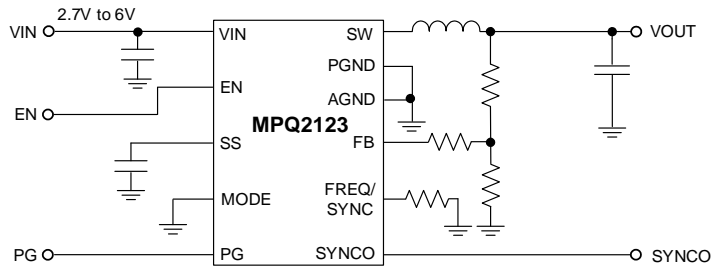 2.7V to 6V
VIN
VIN
SW
VOUT
PGND
EN
EN
AGND
MPQ2123
SS
FB
MODE
FREQ/
SYNC
PG
PG
SYNCO
SYNCO